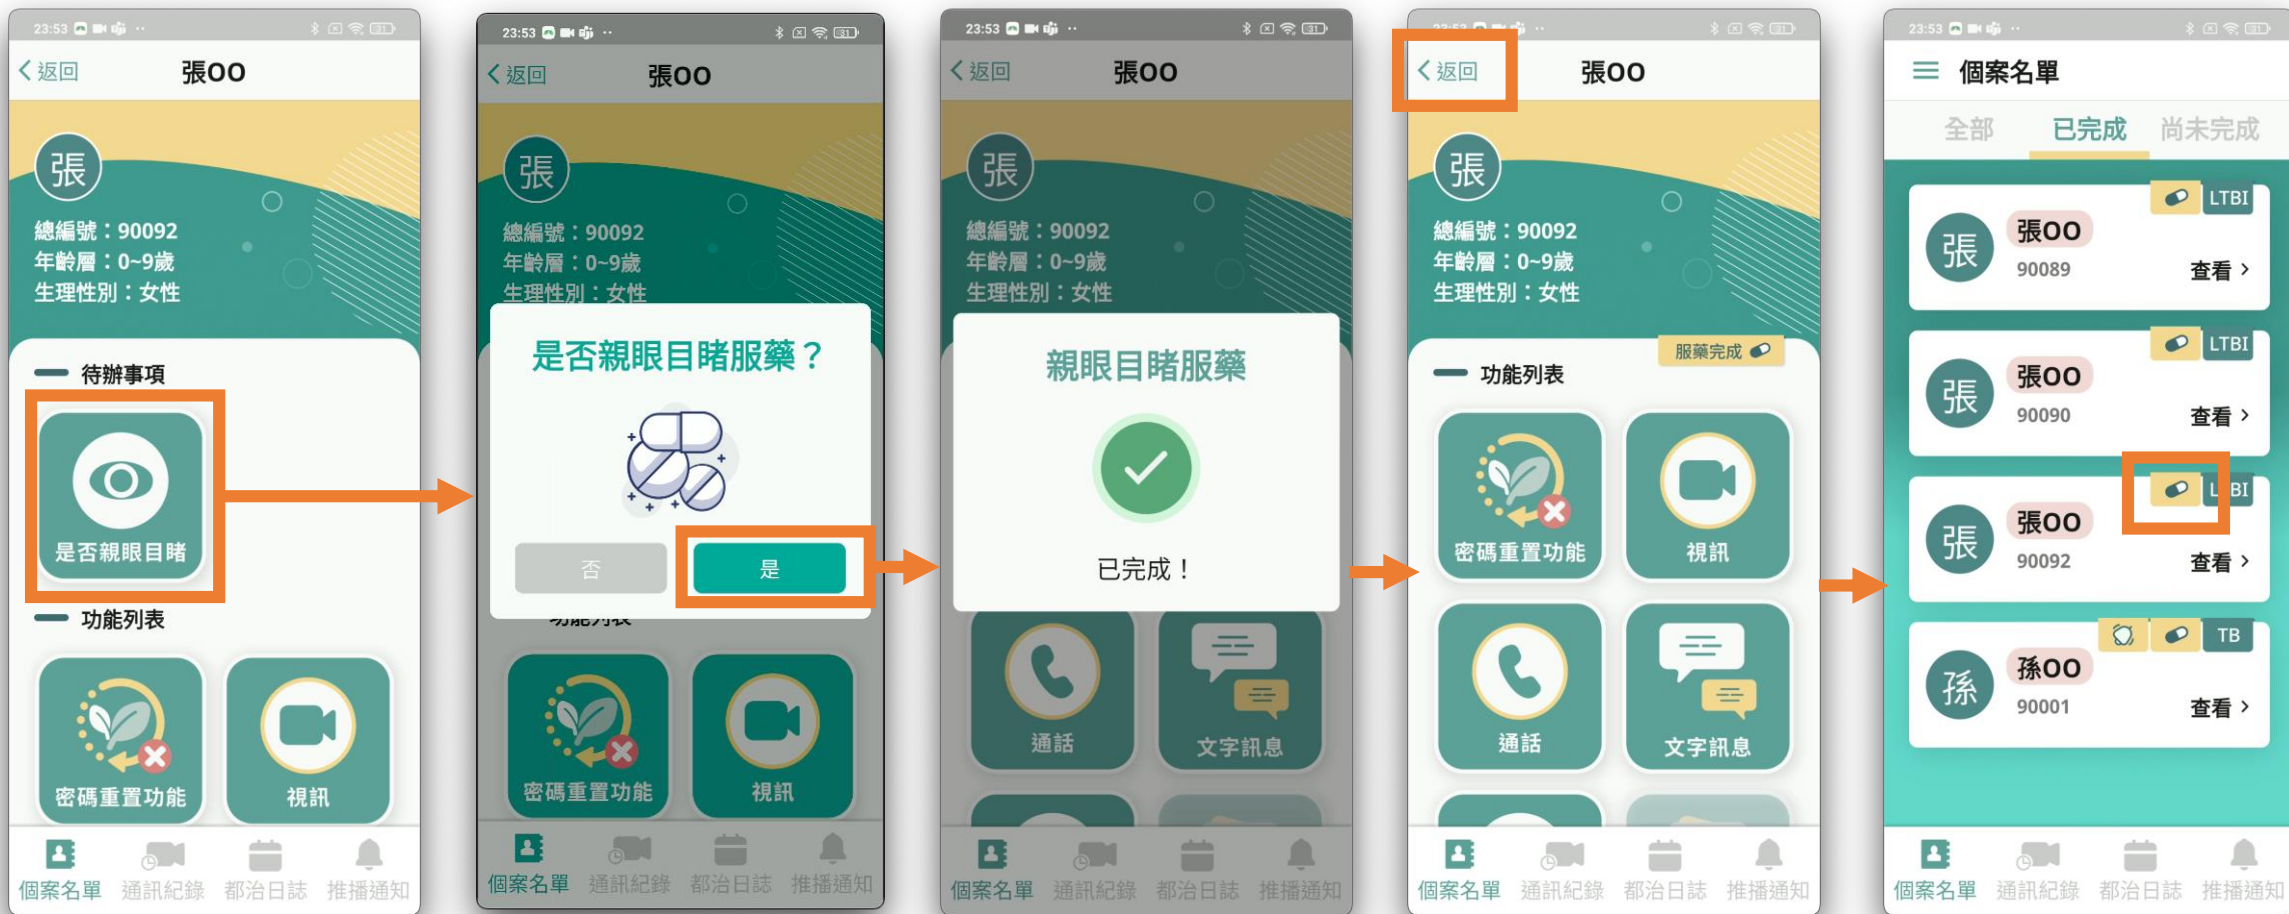 23:53
31
返回
張OO
張
總編號：90092
年齡層：0~9歲
生理性別：女性
待辦事項
是否親眼目睹
功能列表
密碼重置功能
視訊
個案名單
通訊紀錄
都治日誌
推播通知
23:53
31
返回
張OO
張
總編號：90092
年齡層：0~9歲
生理性別：女性
是否親眼目睹服藥？
否
是
功能列表
密碼重置功能
視訊
個案名單
通訊紀錄
都治日誌
推播通知
23:53
31
返回
張OO
張
總編號：90092
年齡層：0~9歲
生理性別：女性
親眼目睹服藥
已完成！
通話
文字訊息
個案名單
通訊紀錄
都治日誌
推播通知
23:53
31
返回
張OO
張
總編號：90092
年齡層：0~9歲
生理性別：女性
服藥完成
功能列表
密碼重置功能
視訊
通話
文字訊息
個案名單
通訊紀錄
都治日誌
推播通知
23:53
31
個案名單
全部 已完成 尚未完成
LTBI
張
張OO
90089
查看
LTBI
張
張OO
90090
查看
LTBI
張
張OO
90092
查看
TB
孫
孫OO
90001
查看
個案名單
通訊紀錄
都治日誌
推播通知